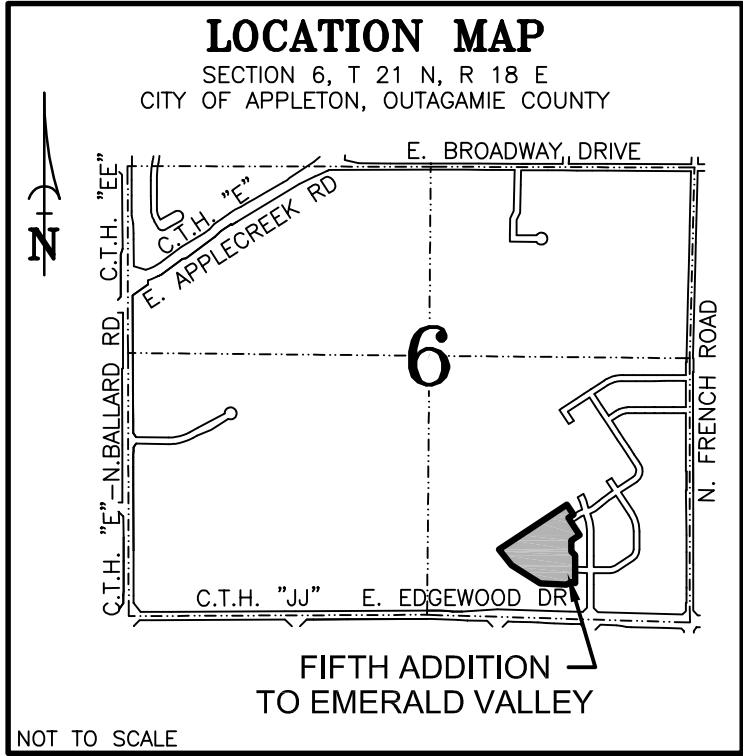 LOCATION MAP
SECTION 6, T 21 N, R 18 E
CITY OF APPLETON, OUTAGAMIE COUNTY
E. BROADWAY DRIVE
C.T.H. "EE"
C.T.H. "E"
E. APPLECREEK RD
N
6
C.T.H. "E"-N.BALLARD RD.
N. FRENCH ROAD
C.T.H. "JJ" E. EDGEWOOD DR
FIFTH ADDITION
TO EMERALD VALLEY
NOT TO SCALE